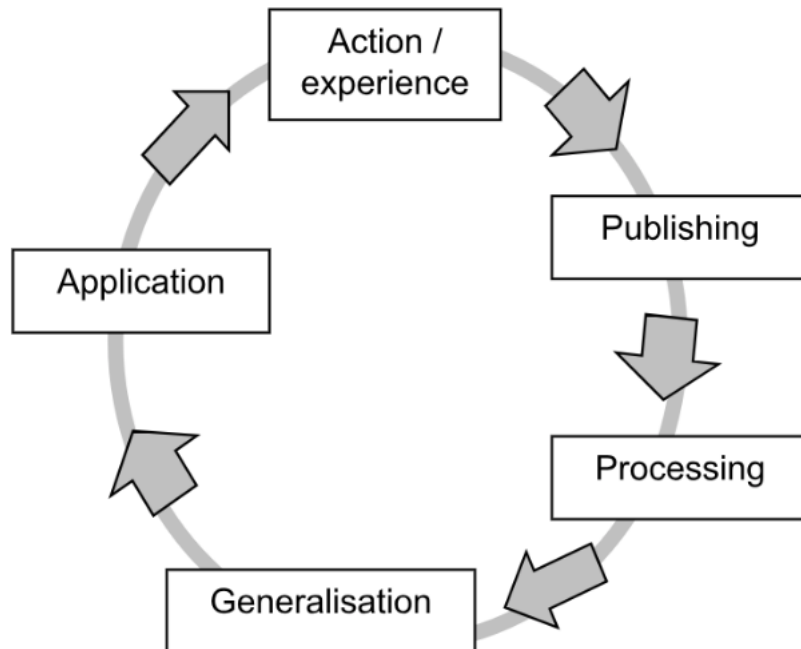 Action /
experience
Publishing
Processing
Generalisation
Application